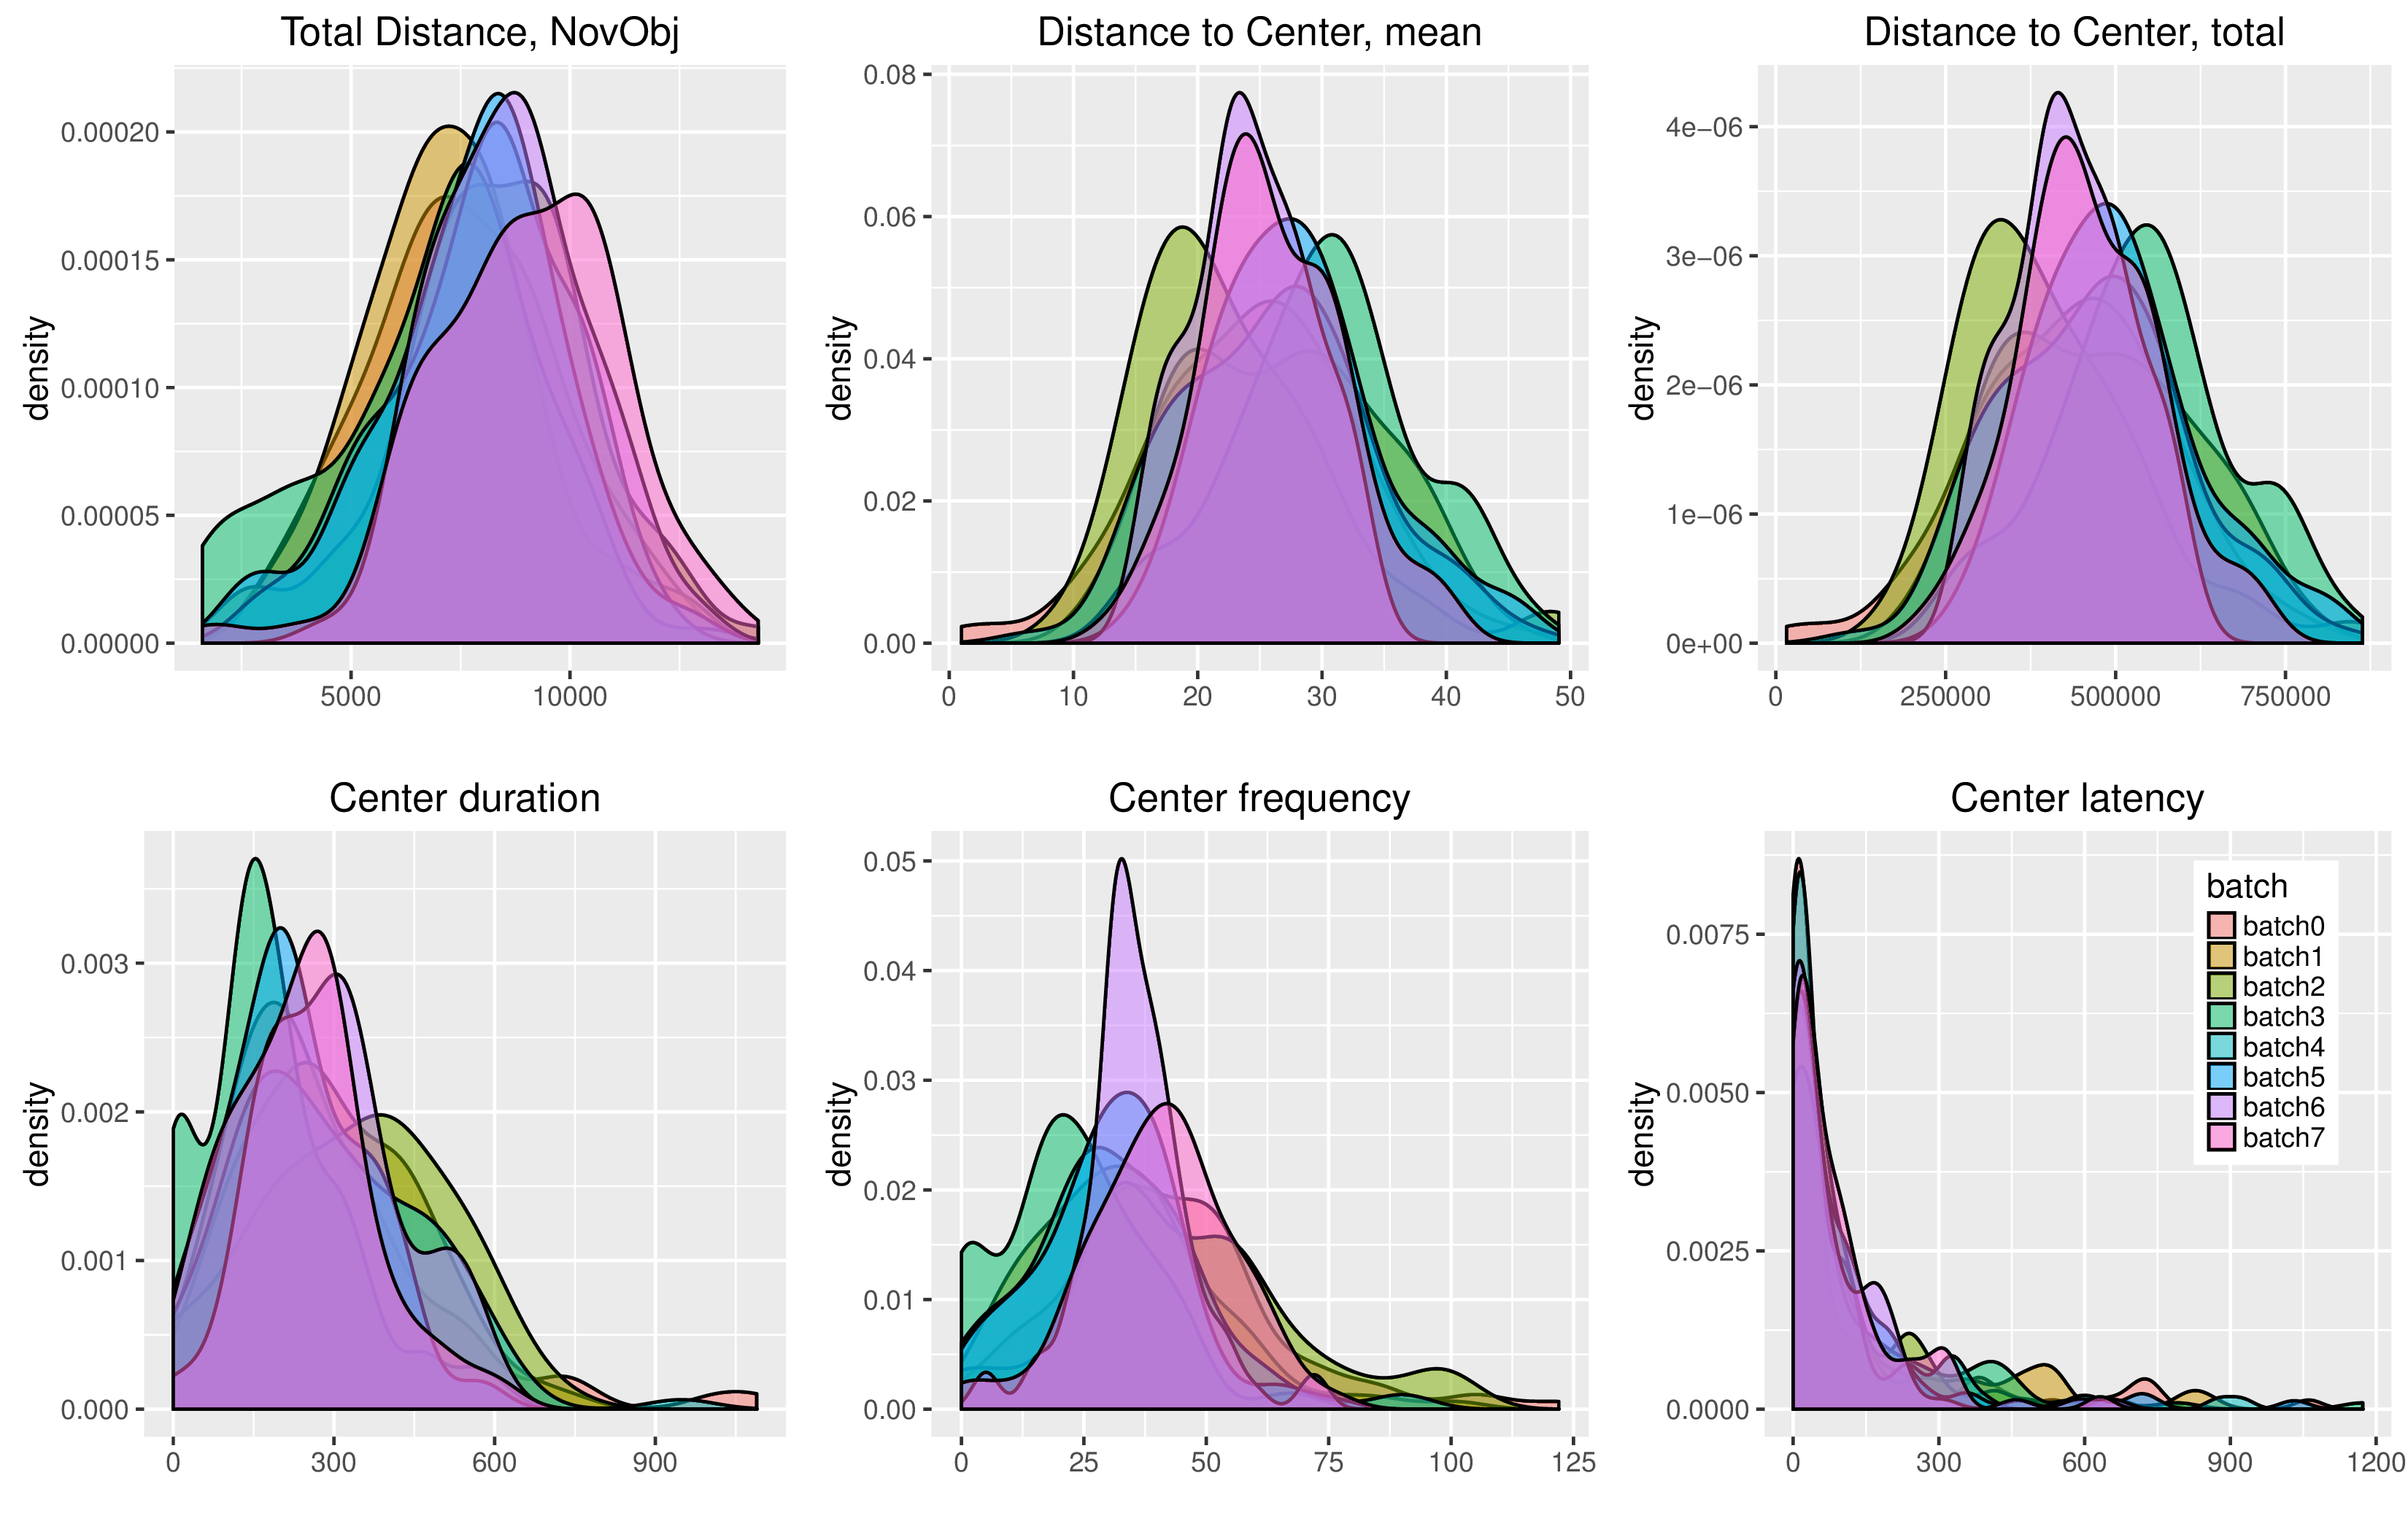 Total Distance, NovObj
density
0.00020
0.00015
0.00010
0.00005
0.00000
5000 10000
Distance to Center, mean
density
0.08
0.06
0.04
0.02
0.00
0 10 20 30 40 50
Distance to Center, total
density
4e−06
3e−06
2e−06
1e−06
0e+00
0 250000 500000 750000
Center duration
density
0.003
0.002
0.001
0.000
0 300 600 900
Center frequency
density
0.05
0.04
0.03
0.02
0.01
0.00
0 25 50 75 100 125
Center latency
density
0.0075
0.0050
0.0025
0.0000
0 300 600 900 1200
batch
batch0
batch1
batch2
batch3
batch4
batch5
batch6
batch7